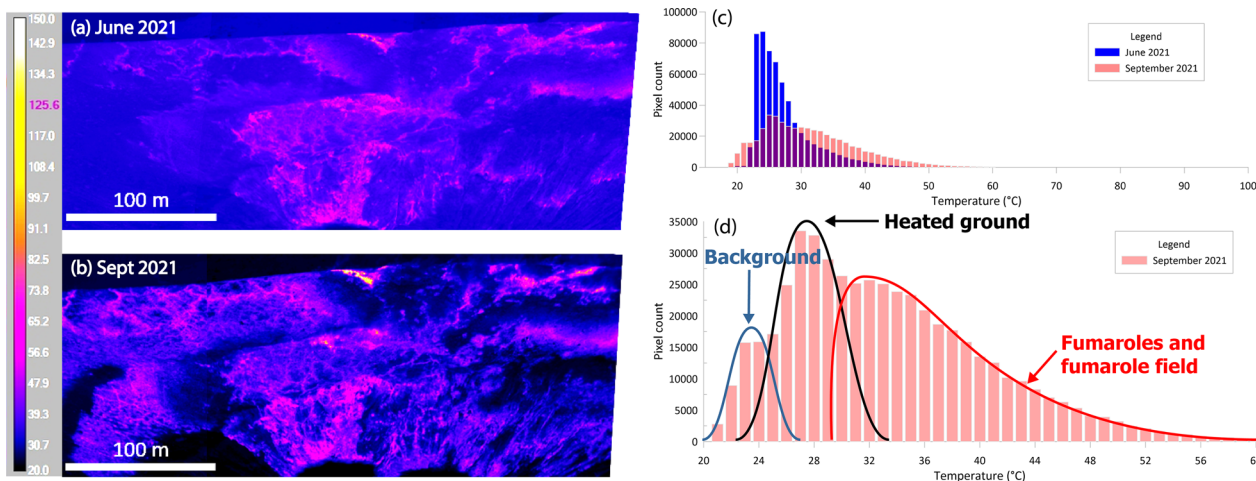 150.0
142.9
134.3
125.6
117.0
108.4
99.7
91.1
82.5
73.8
65.2
56.6
47.9
39.3
30.7
20.0
(a) June 2021
100 m
(b) Sept 2021
100 m
(c)
Legend
June 2021
September 2021
Pixel count
100000
80000
60000
40000
20000
0
20 30 40 50 60 70 80 90 100
Temperature (°C)
(d)
Heated ground
Background
Legend
September 2021
Fumaroles and
fumarole field
Pixel count
35000
30000
25000
20000
15000
10000
5000
0
20 24 28 32 36 40 44 48 52 56
Temperature (°C)